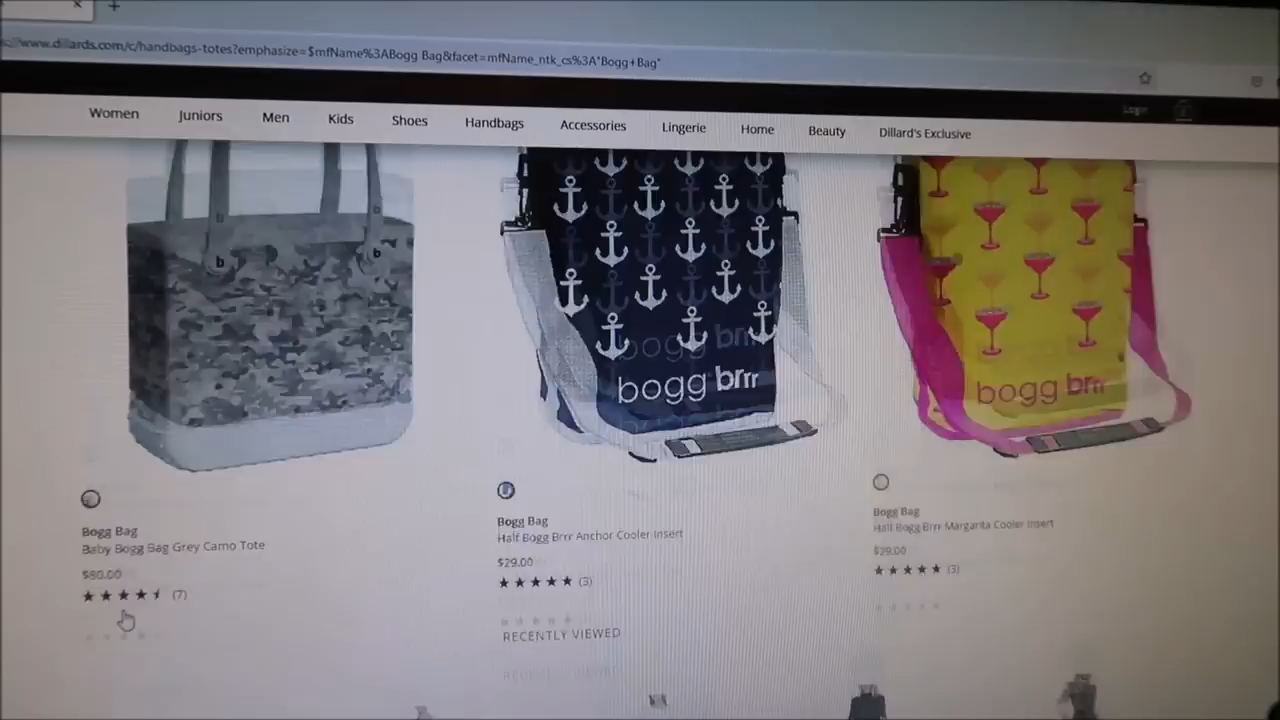 www.dillards.com/c/handbags-totes?emphasize=$mfName%3ABogg Bag&facet=mfName_ntk_cs%3A"Bogg+Bag"
Login
Women Juniors Men Kids Shoes Handbags Accessories Lingerie Home Beauty Dillard's Exclusive
b b
bogg brrr
bogg brrr
Bogg Bag
Baby Bogg Bag Grey Camo Tote
$80.00
(7)
Bogg Bag
Half Bogg Brrr Anchor Cooler Insert
$29.00
(3)
Bogg Bag
Half Bogg Brrr Margarita Cooler Insert
$29.00
(3)
RECENTLY VIEWED